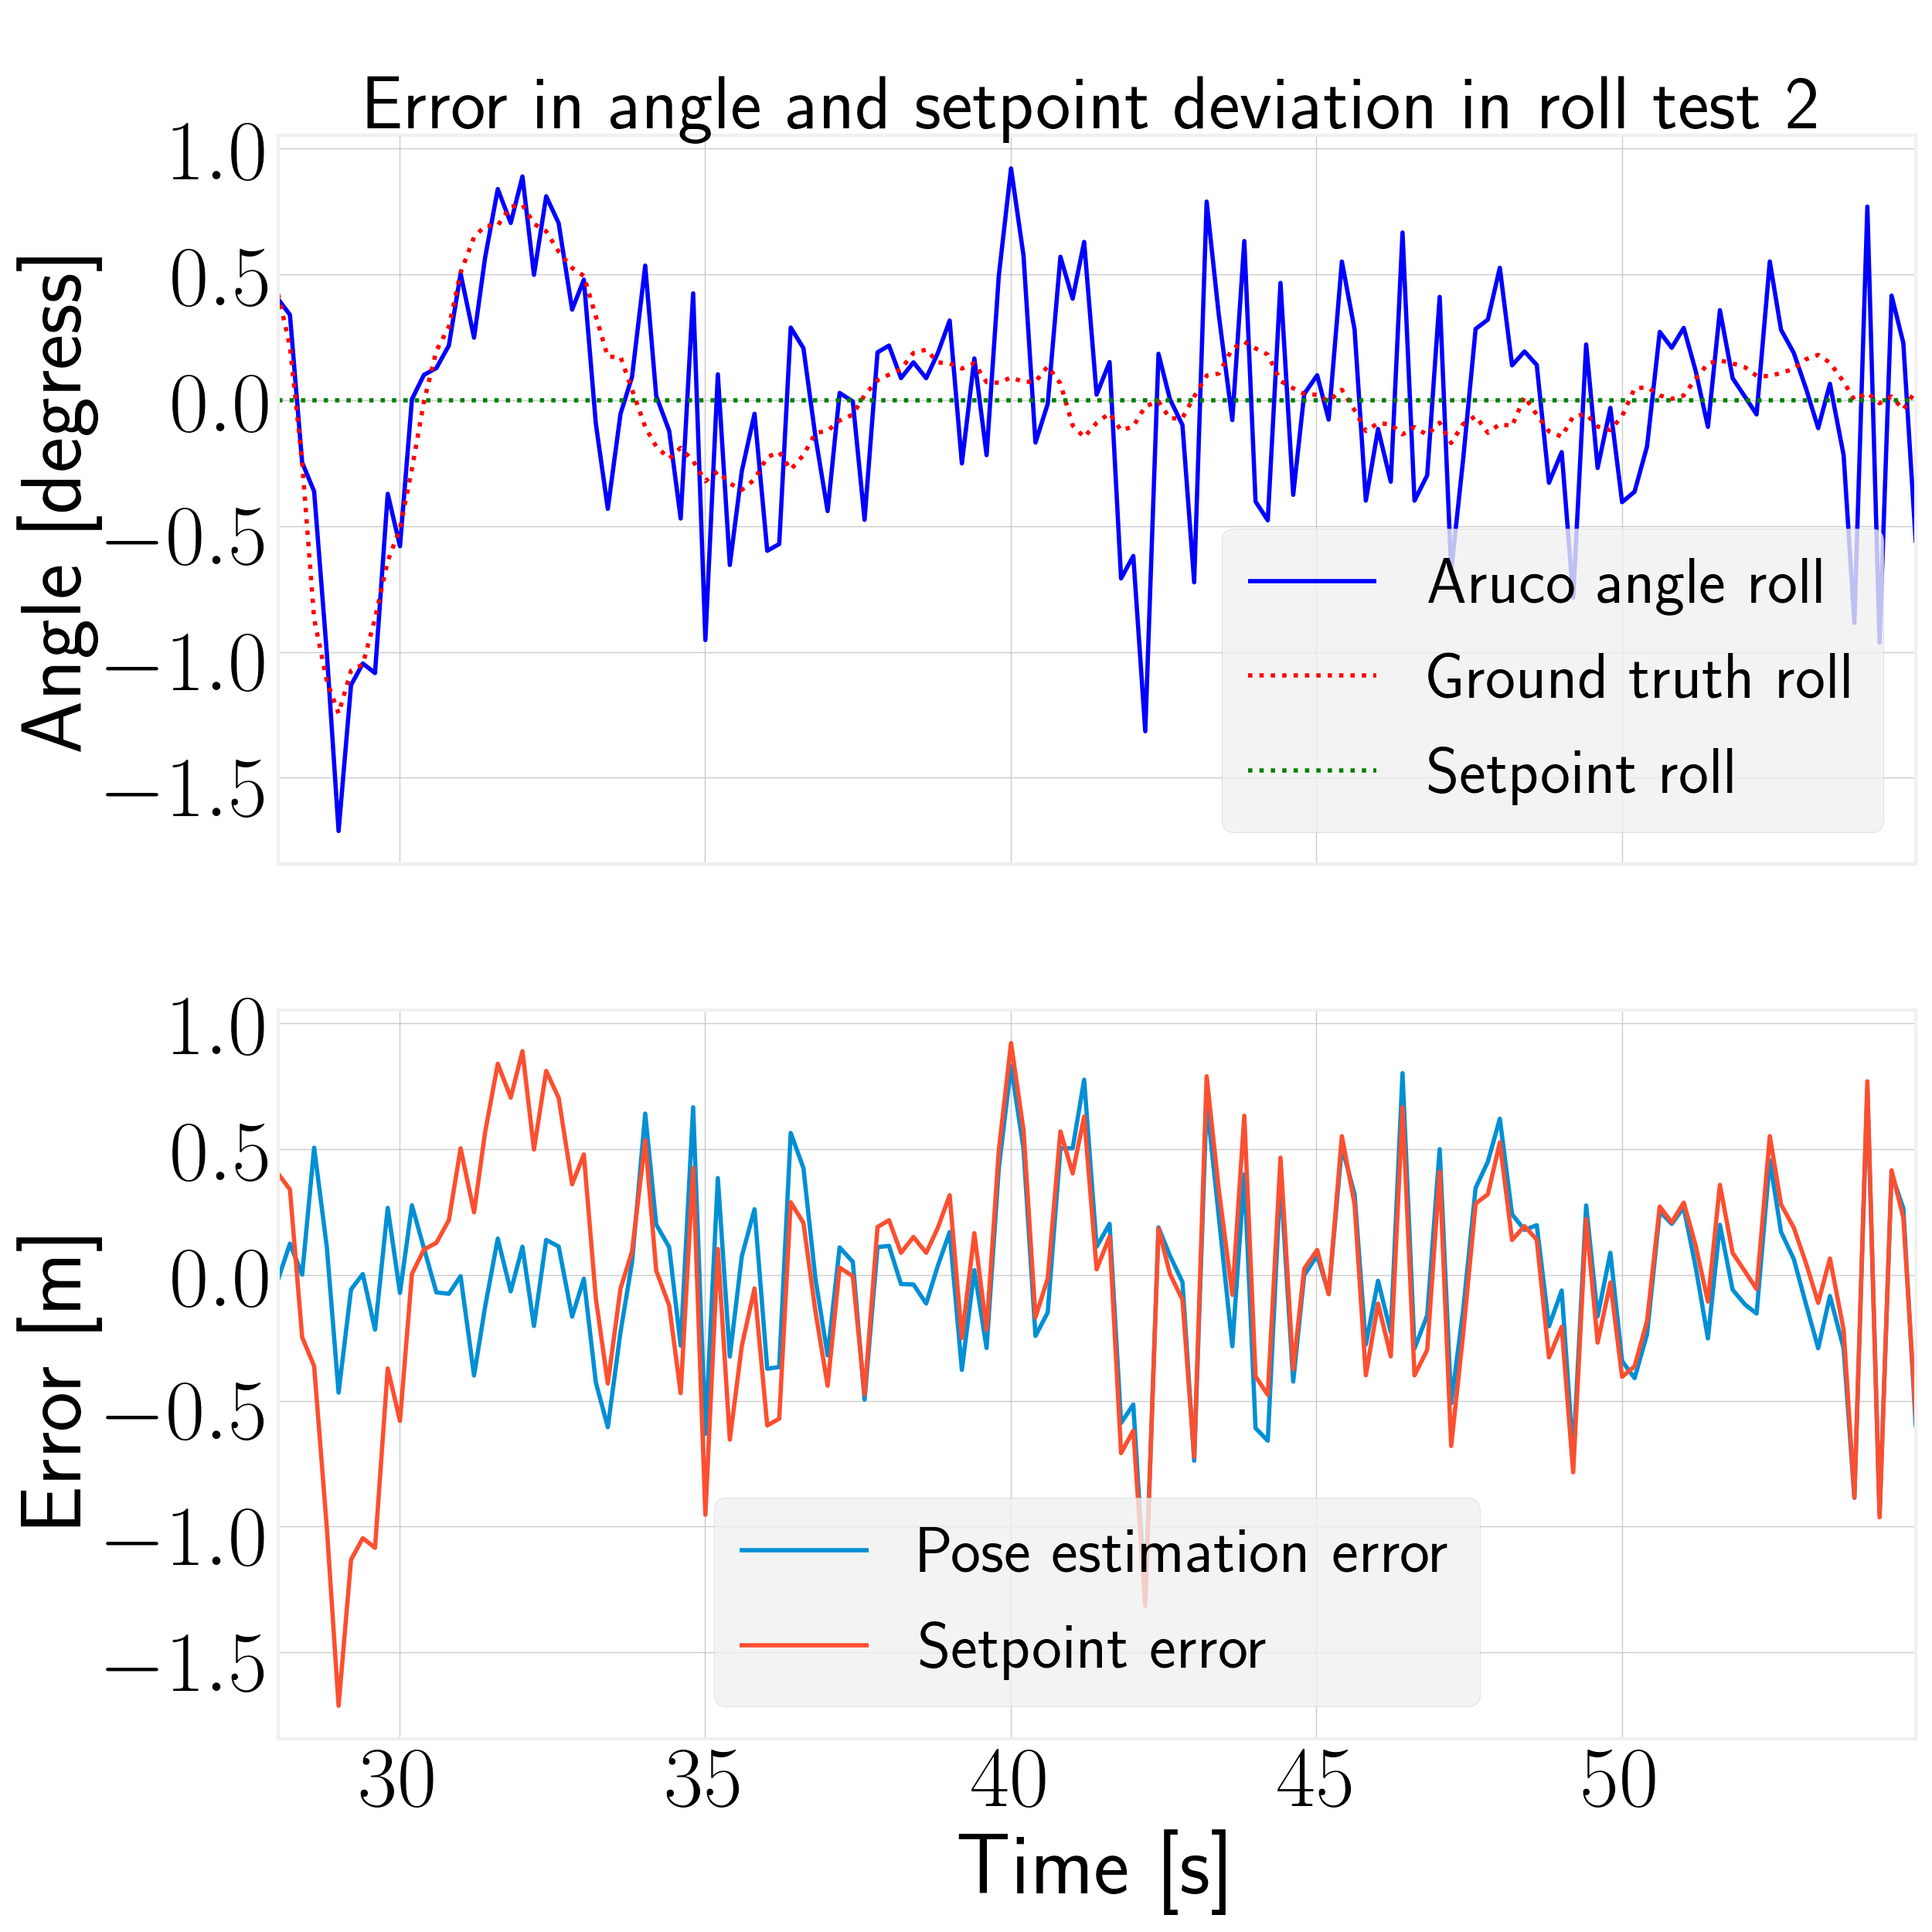 Error in angle and setpoint deviation in roll test 2
Angle [degress]
1.0
0.5
0.0
−0.5
−1.0
−1.5
Aruco angle roll
Ground truth roll
Setpoint roll
Error [m]
1.0
0.5
0.0
−0.5
−1.0
−1.5
Pose estimation error
Setpoint error
30 35 40 45 50
Time [s]